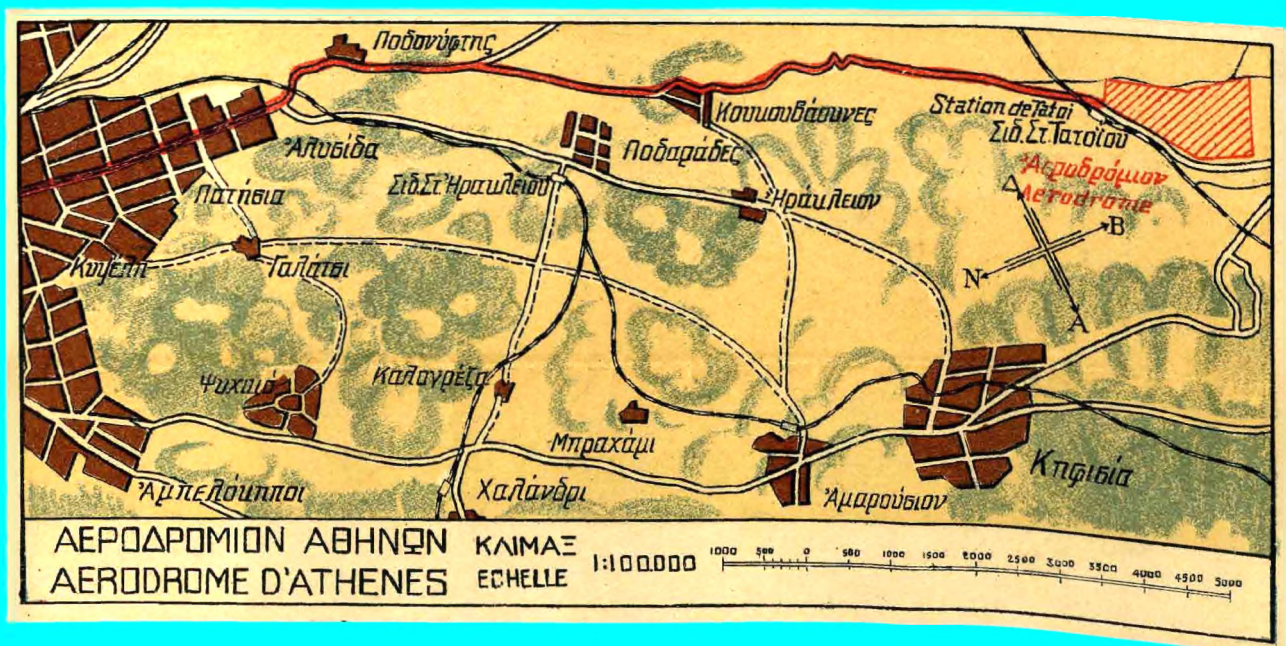 Ποδονύφτης
Κουκουβάουνες
Station de Tatoi
Σιδ. Στ. Τατοΐου
Ἀλυσίδα
Ποδαράδες
Ἀεροδρόμιον
Aerodrome
Πατήσια
Σιδ. Στ. Ἡρακλείου
Ἡράκλειον
Δ
Β
Κυψέλη
Γαλάτσι
Ν
Α
Ψυχικό
Καλογρέζα
Μπραχάμι
Κηφισία
Ἀμπελόκηποι
Χαλάνδρι
Ἀμαρούσιον
ΑΕΡΟΔΡΟΜΙΟΝ ΑΘΗΝΩΝ
AERODROME D'ATHENES
ΚΛΙΜΑΞ
ECHELLE
1:100.000
1000 500 0 500 1000 1500 2000 2500 3000 3500 4000 4500 5000